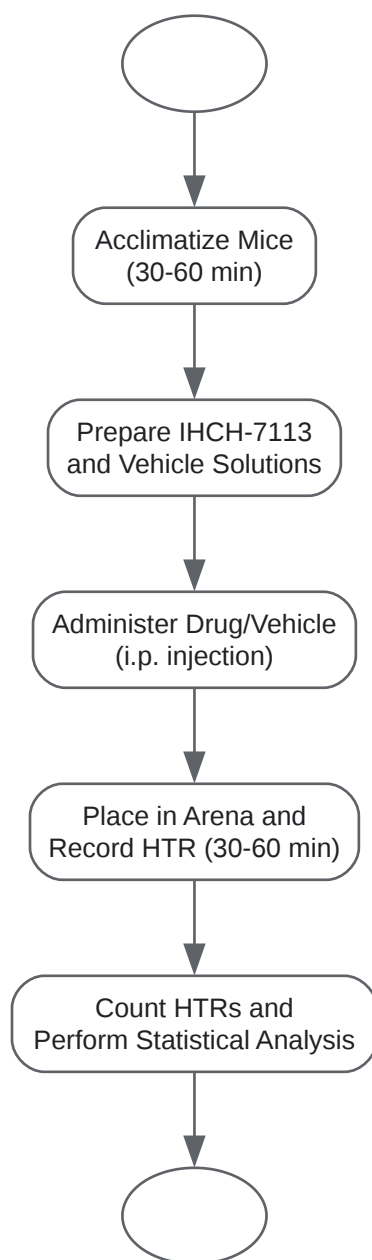 Acclimatize Mice
(30-60 min)
Prepare IHCH-7113
and Vehicle Solutions
Administer Drug/Vehicle
(i.p. injection)
Place in Arena and
Record HTR (30-60 min)
Count HTRs and
Perform Statistical Analysis